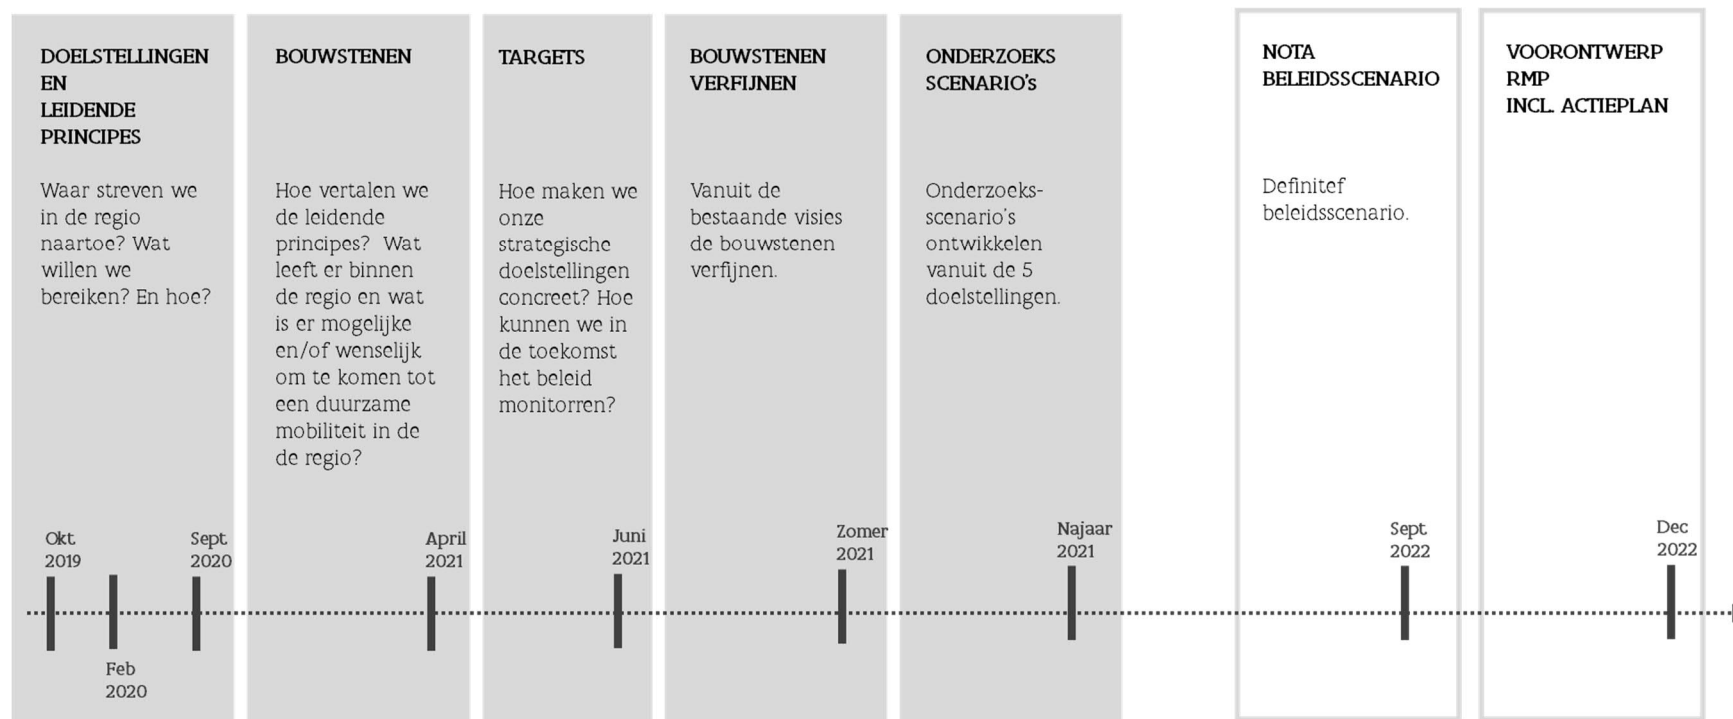 DOELSTELLINGEN
EN
LEIDENDE
PRINCIPES
Waar streven we
in de regio
naartoe? Wat
willen we
bereiken? En hoe?
BOUWSTENEN
Hoe vertalen we
de leidende
principes? Wat
leeft er binnen
de regio en wat
is er mogelijke
en/of wenselijk
om te komen tot
een duurzame
mobiliteit in de
de regio?
TARGETS
Hoe maken we
onze
strategische
doelstellingen
concreet? Hoe
kunnen we in
de toekomst
het beleid
monitorren?
BOUWSTENEN
VERFIJNEN
Vanuit de
bestaande visies
de bouwstenen
verfijnen.
ONDERZOEKS
SCENARIO's
Onderzoeks-
scenario's
ontwikkelen
vanuit de 5
doelstellingen.
NOTA
BELEIDSSCENARIO
Definitef
beleidsscenario.
VOORONTWERP
RMP
INCL. ACTIEPLAN
Okt
2019
Feb
2020
Sept
2020
April
2021
Juni
2021
Zomer
2021
Najaar
2021
Sept
2022
Dec
2022